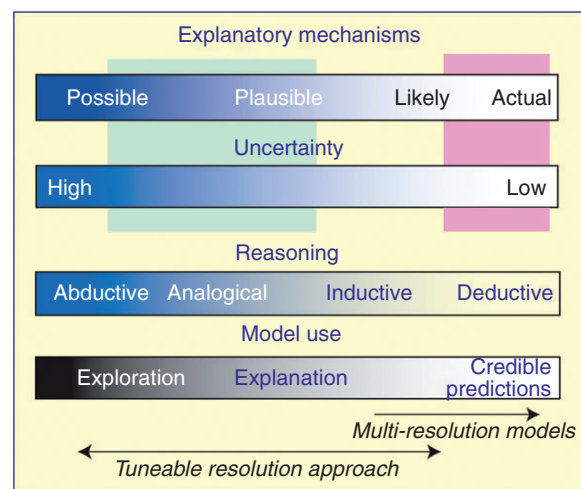 Explanatory mechanisms
Possible Plausible Likely Actual
Uncertainty
High Low
Reasoning
Abductive Analogical Inductive Deductive
Model use
Exploration Explanation Credible
predictions
Multi-resolution models
Tuneable resolution approach